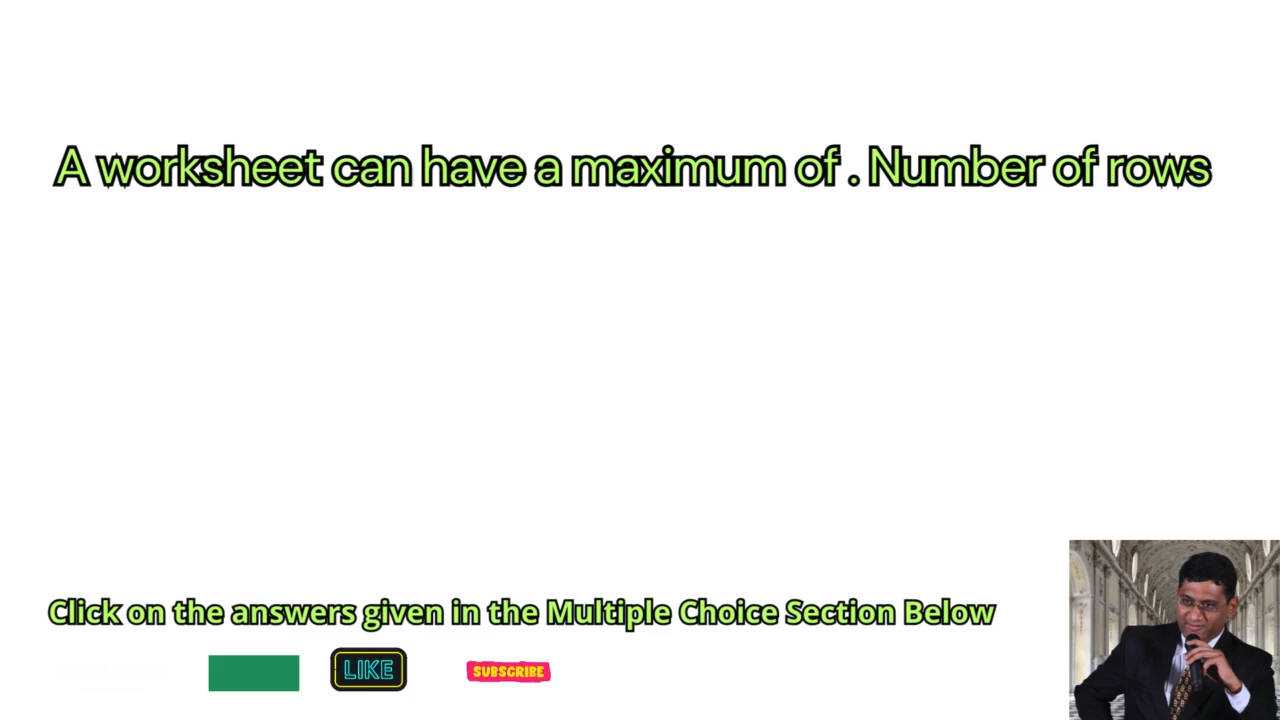 A worksheet can have a maximum of . Number of rows
Click on the answers given in the Multiple Choice Section Below
LIKE
SUBSCRIBE